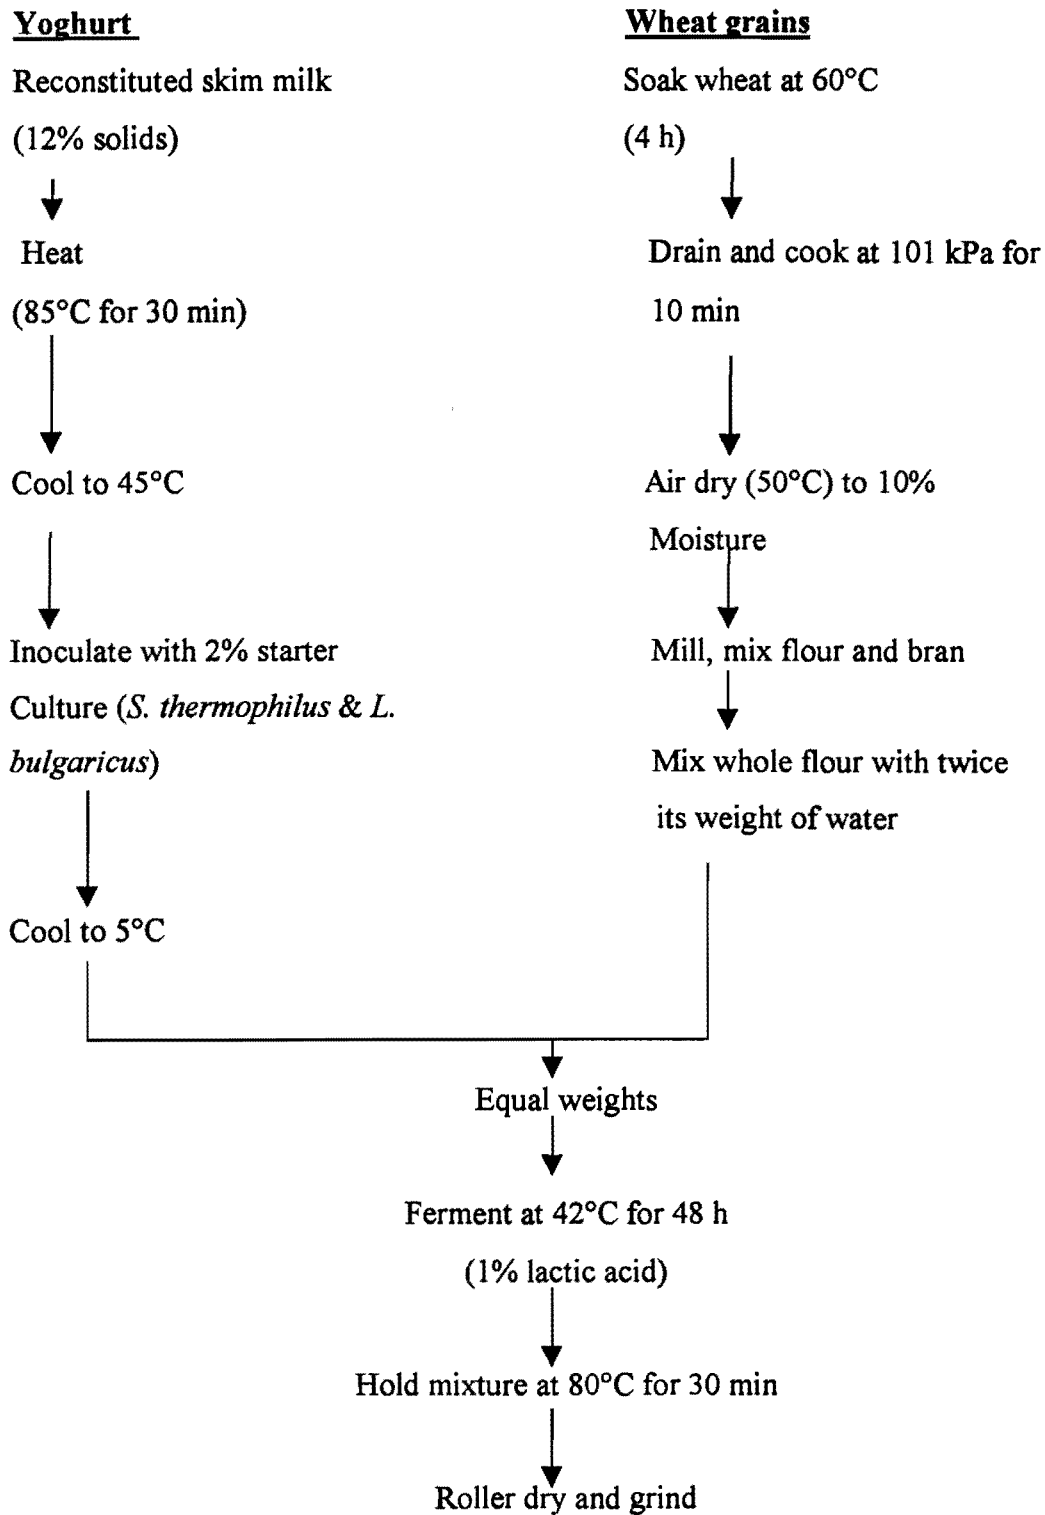 Yoghurt
Reconstituted skim milk
(12% solids)
Heat
(85°C for 30 min)
Cool to 45°C
Inoculate with 2% starter
Culture (S. thermophilus & L.
bulgaricus)
Cool to 5°C
Wheat grains
Soak wheat at 60°C
(4 h)
Drain and cook at 101 kPa for
10 min
Air dry (50°C) to 10%
Moisture
Mill, mix flour and bran
Mix whole flour with twice
its weight of water
Equal weights
Ferment at 42°C for 48 h
(1% lactic acid)
Hold mixture at 80°C for 30 min
Roller dry and grind